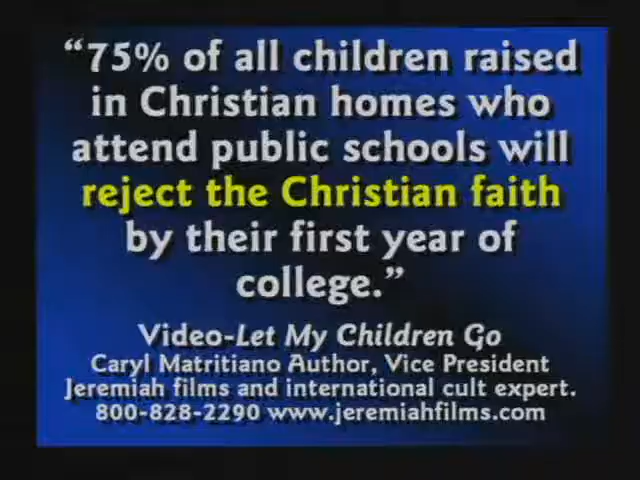 “75% of all children raised
in Christian homes who
attend public schools will
reject the Christian faith
by their first year of
college.”
Video-Let My Children Go
Caryl Matritiano Author, Vice President
Jeremiah films and international cult expert.
800-828-2290 www.jeremiahfilms.com